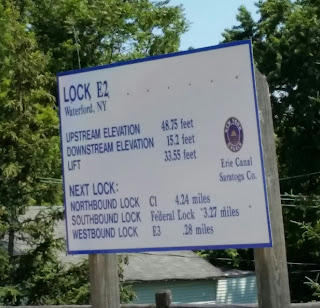 LOCK E2
Waterford, NY
UPSTREAM ELEVATION 48.75 feet
DOWNSTREAM ELEVATION 15.2 feet
LIFT 33.55 feet
Erie Canal
Saratoga Co.
NEXT LOCK:
NORTHBOUND LOCK C1 4.24 miles
SOUTHBOUND LOCK Federal Lock 3.27 miles
WESTBOUND LOCK E3 .28 miles